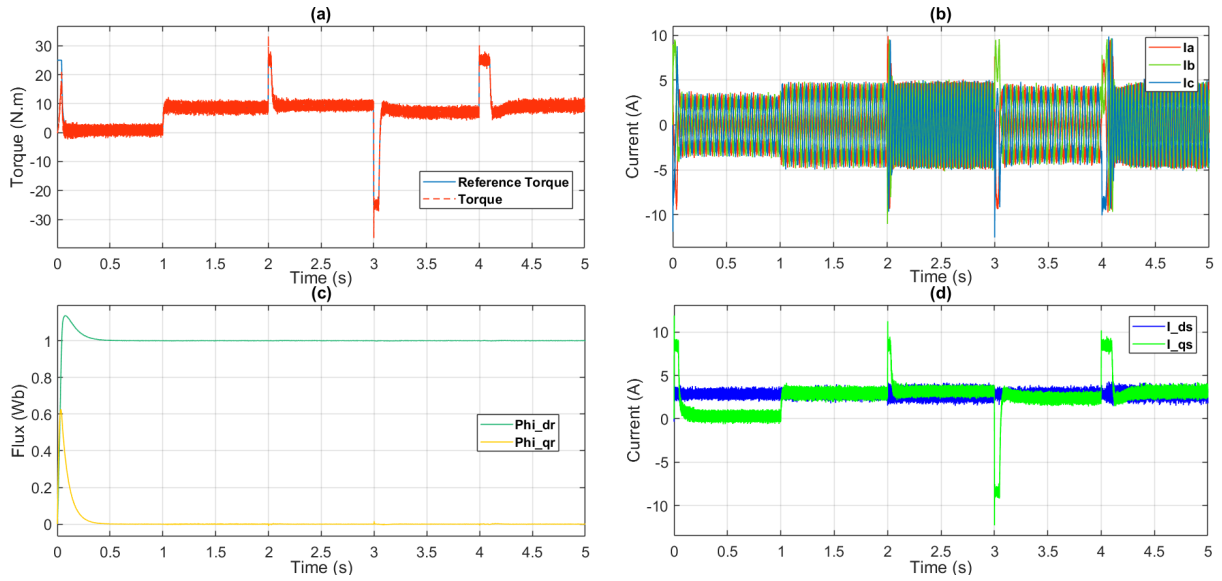 (a)
Torque (N.m)
30
20
10
0
-10
-20
-30
Reference Torque
Torque
0 0.5 1 1.5 2 2.5 3 3.5 4 4.5 5
Time (s)
(b)
Current (A)
10
5
0
-5
-10
Ia
Ib
Ic
0 0.5 1 1.5 2 2.5 3 3.5 4 4.5 5
Time (s)
(c)
Flux (Wb)
1
0.8
0.6
0.4
0.2
0
Phi_dr
Phi_qr
0 0.5 1 1.5 2 2.5 3 3.5 4 4.5 5
Time (s)
(d)
Current (A)
10
5
0
-5
-10
I_ds
I_qs
0 0.5 1 1.5 2 2.5 3 3.5 4 4.5 5
Time (s)